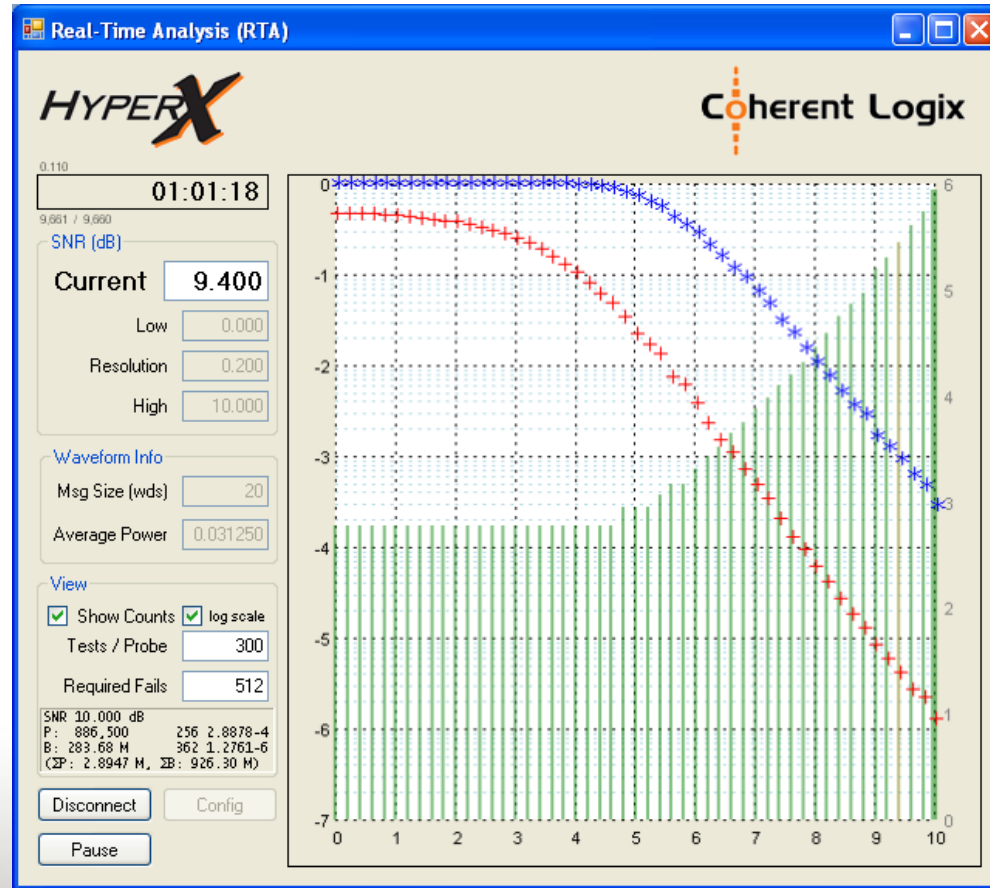 Real-Time Analysis (RTA)
HYPERX
Coherent Logix
0.110
01:01:18
9,661 / 9,660
SNR (dB)
Current 9.400
Low 0.000
Resolution 0.200
High 10.000
Waveform Info
Msg Size (wds) 20
Average Power 0.031250
View
Show Counts log scale
Tests / Probe 300
Required Fails 512
SNR 10.000 dB
P: 886,500 256 2.8878-4
B: 283.68 M 362 1.2761-6
(ΣP: 2.8947 M, ΣB: 926.30 M)
Disconnect Config
Pause
0
-1
-2
-3
-4
-5
-6
-7
0 1 2 3 4 5 6 7 8 9 10
6
5
4
3
2
1
0